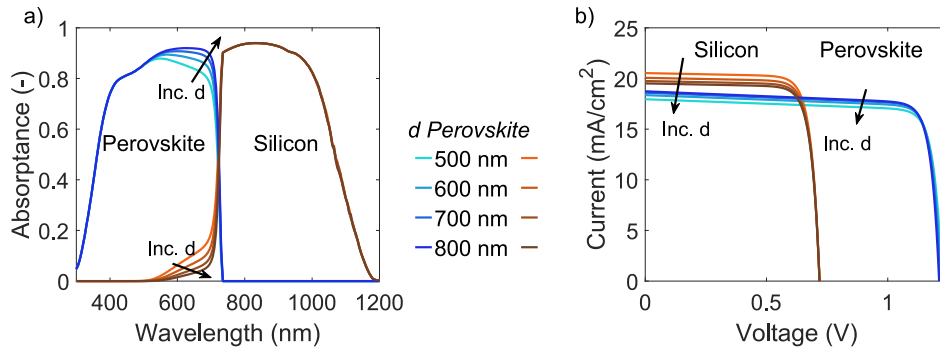 a)
Absorptance (-)
1
0.8
0.6
0.4
0.2
0
Inc. d
Perovskite
Silicon
Inc. d
400
600
800
1000
1200
Wavelength (nm)
d Perovskite
500 nm
600 nm
700 nm
800 nm
b)
Current (mA/cm²)
25
20
15
10
5
0
Silicon
Perovskite
Inc. d
Inc. d
0
0.5
1
Voltage (V)